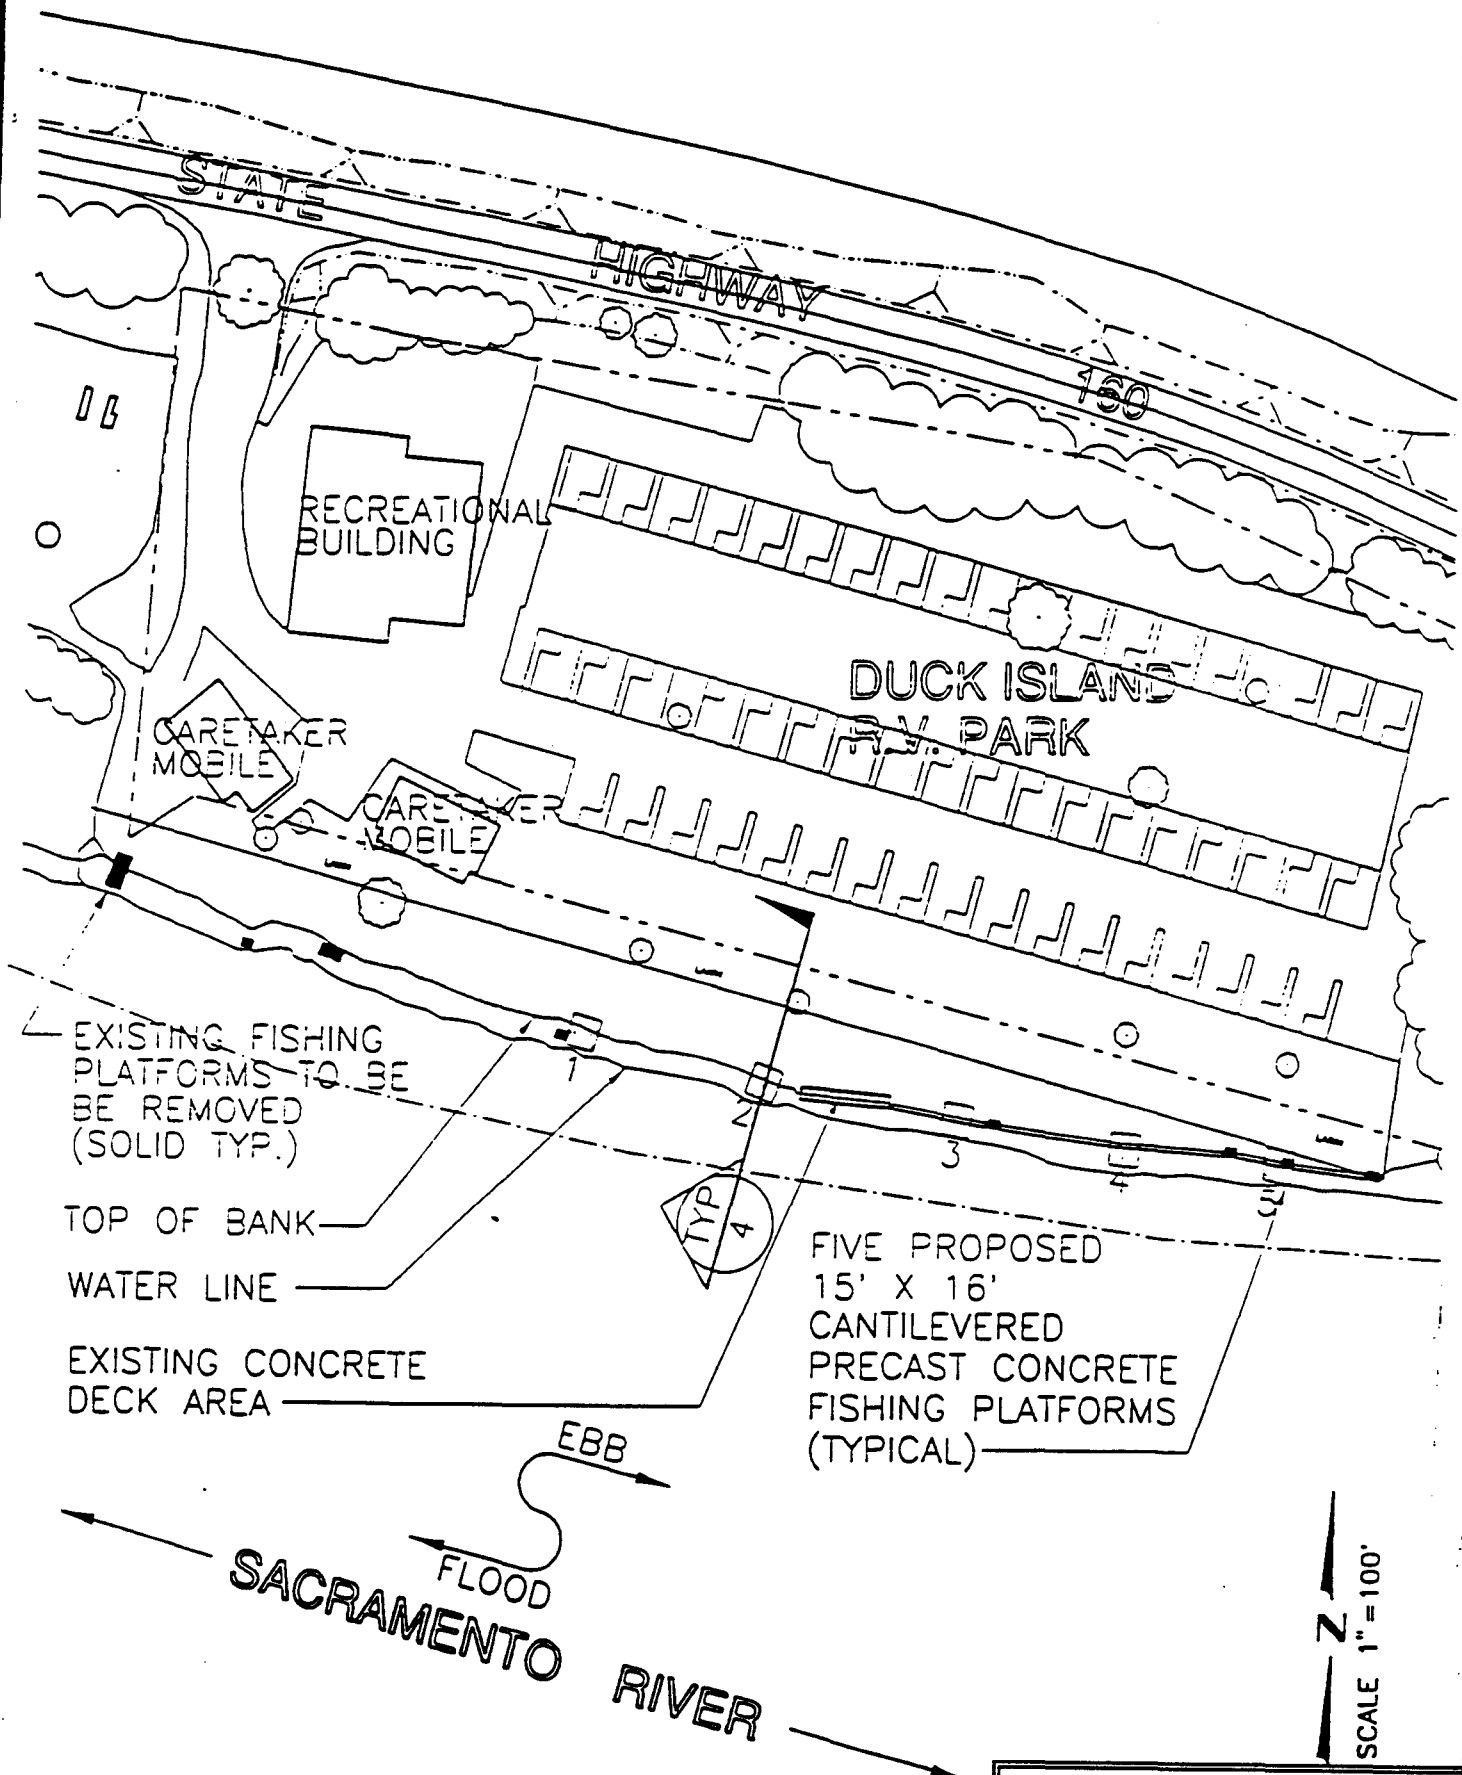 STATE
HIGHWAY
160
RECREATIONAL
BUILDING
DUCK ISLAND
R.V. PARK
CARETAKER
MOBILE
CARETAKER
MOBILE
EXISTING FISHING
PLATFORMS TO BE
BE REMOVED
(SOLID TYP.)
1
2
3
4
5
TOP OF BANK
TYP
4
WATER LINE
FIVE PROPOSED
15' X 16'
CANTILEVERED
PRECAST CONCRETE
FISHING PLATFORMS
(TYPICAL)
EXISTING CONCRETE
DECK AREA
EBB
FLOOD
SACRAMENTO RIVER
N
SCALE 1"=100'